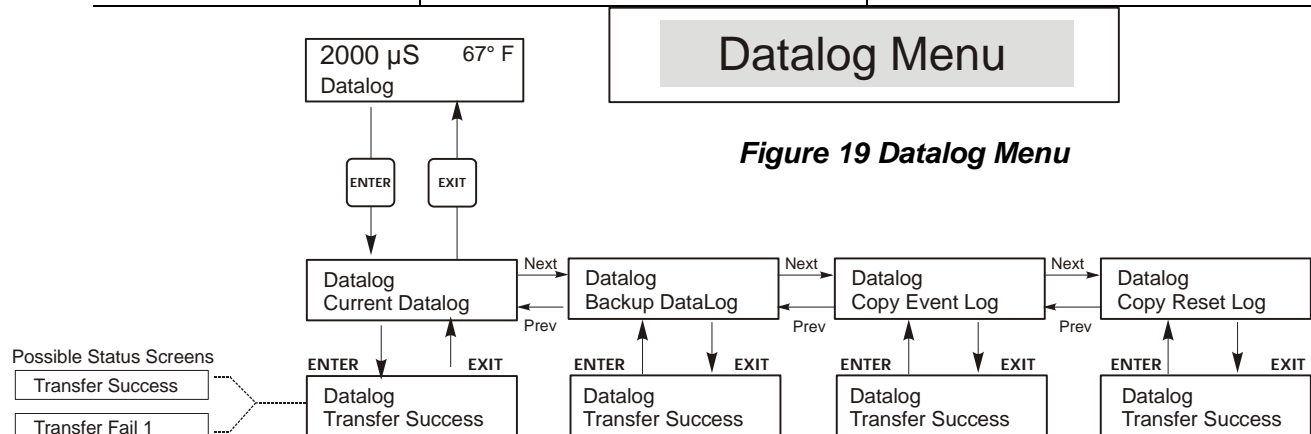 Datalog Menu
2000 µS 67° F
Datalog
Figure 19 Datalog Menu
ENTER EXIT
Datalog
Current Datalog
Next
Prev
Datalog
Backup DataLog
Next
Prev
Datalog
Copy Event Log
Next
Prev
Datalog
Copy Reset Log
Possible Status Screens
Transfer Success
Transfer Fail 1
ENTER EXIT
Datalog
Transfer Success
ENTER EXIT
Datalog
Transfer Success
ENTER EXIT
Datalog
Transfer Success
ENTER EXIT
Datalog
Transfer Success